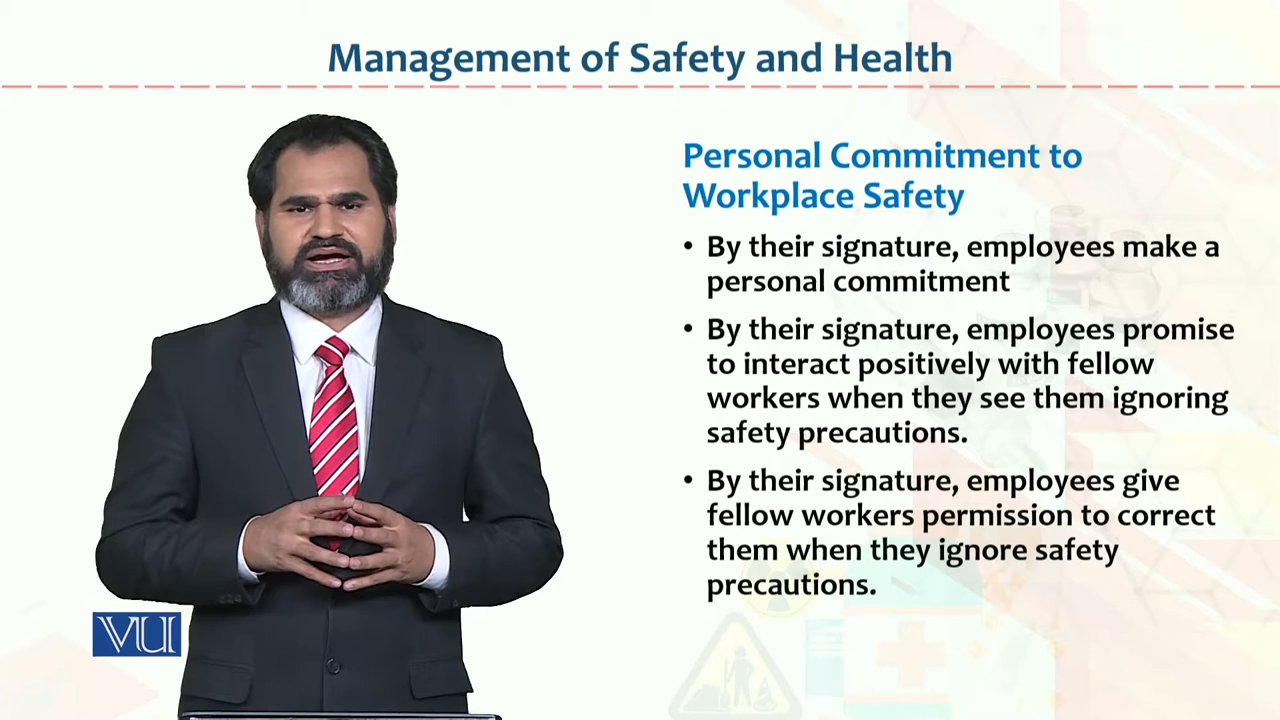 Management of Safety and Health
Personal Commitment to
Workplace Safety
• By their signature, employees make a
personal commitment
• By their signature, employees promise
to interact positively with fellow
workers when they see them ignoring
safety precautions.
• By their signature, employees give
fellow workers permission to correct
them when they ignore safety
precautions.
VU